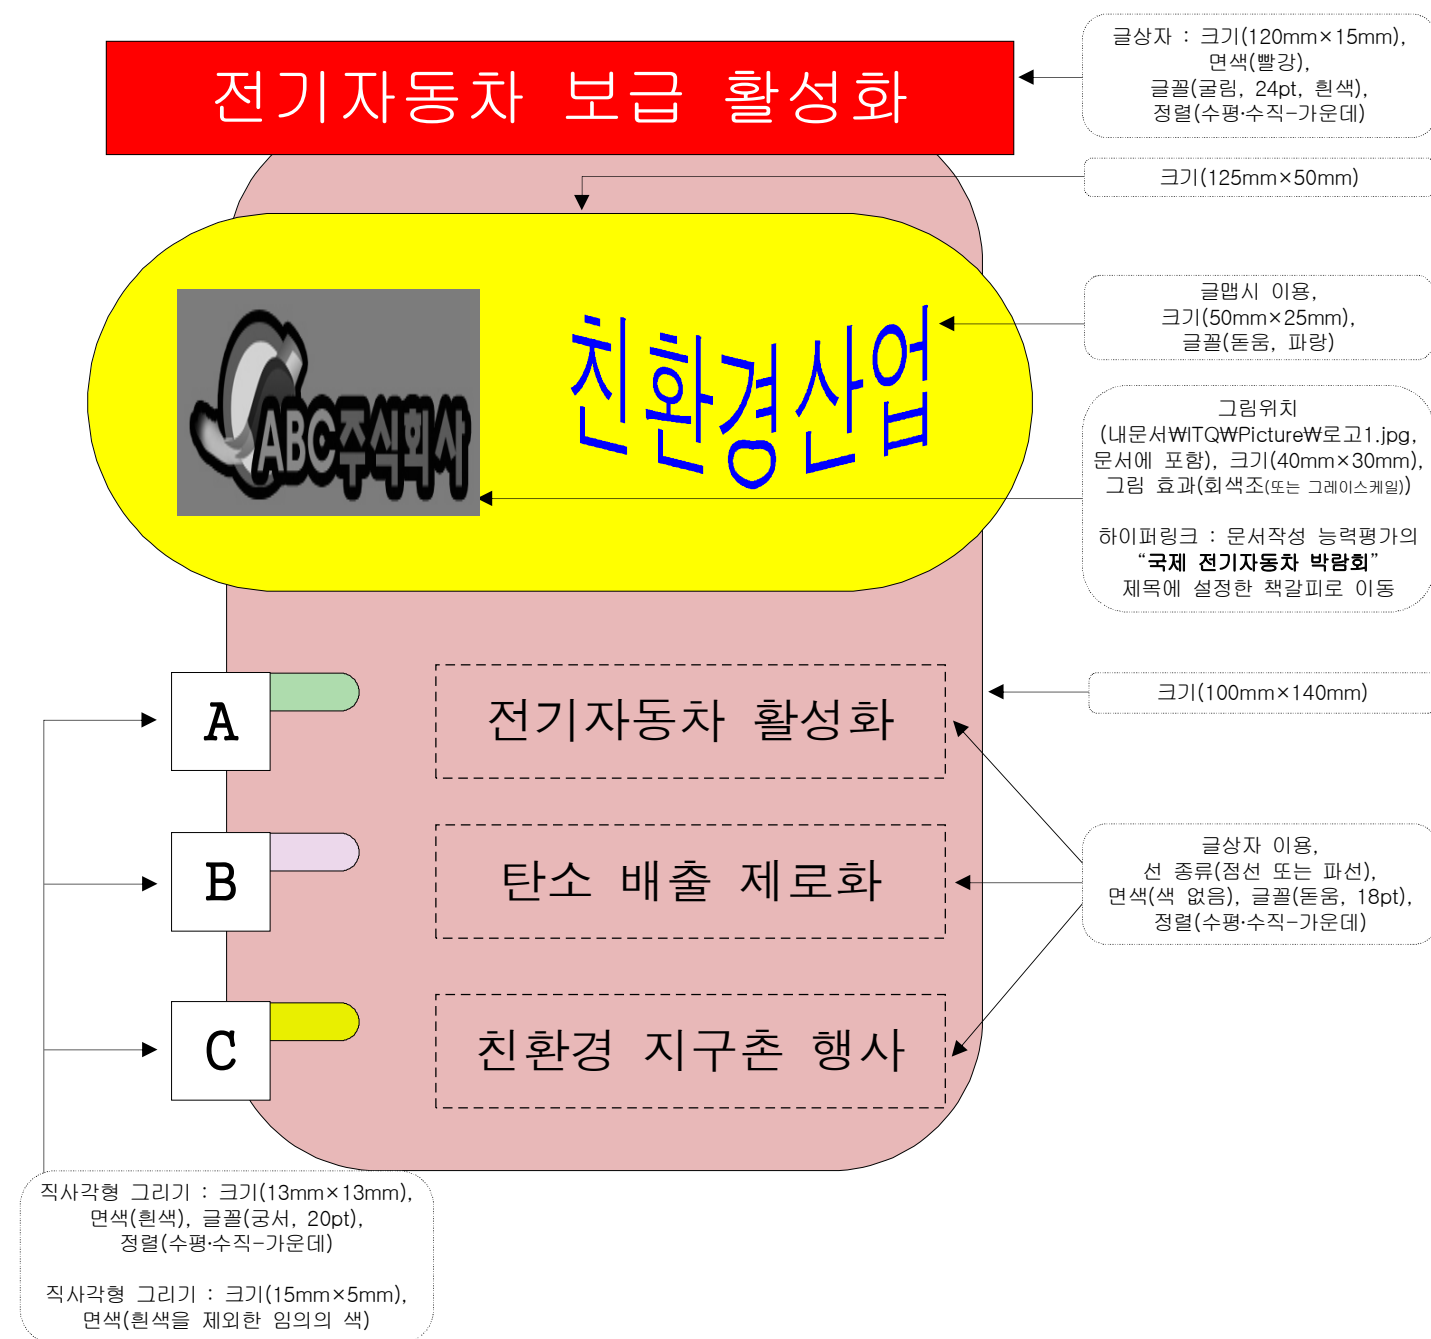 전기자동차 보급 활성화
글상자 : 크기(120mm×15mm),
면색(빨강),
글꼴(굴림, 24pt, 흰색),
정렬(수평·수직-가운데)
크기(125mm×50mm)
ABC주식회사
친환경산업
글맵시 이용,
크기(50mm×25mm),
글꼴(돋움, 파랑)
그림위치
(내문서₩ITQ₩Picture₩로고1.jpg,
문서에 포함), 크기(40mm×30mm),
그림 효과(회색조(또는 그레이스케일))
하이퍼링크 : 문서작성 능력평가의
“국제 전기자동차 박람회”
제목에 설정한 책갈피로 이동
A
전기자동차 활성화
크기(100mm×140mm)
B
탄소 배출 제로화
글상자 이용,
선 종류(점선 또는 파선),
면색(색 없음), 글꼴(돋움, 18pt),
정렬(수평·수직-가운데)
C
친환경 지구촌 행사
직사각형 그리기 : 크기(13mm×13mm),
면색(흰색), 글꼴(궁서, 20pt),
정렬(수평·수직-가운데)
직사각형 그리기 : 크기(15mm×5mm),
면색(흰색을 제외한 임의의 색)